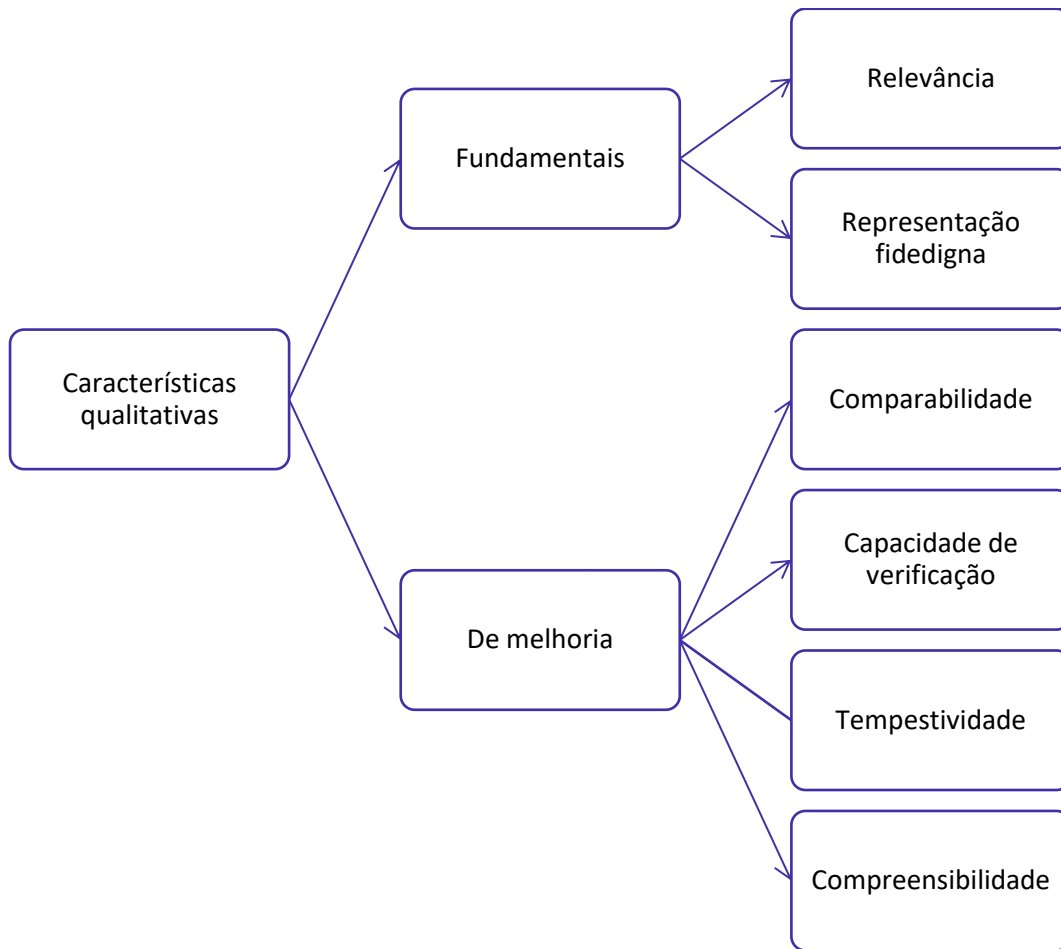 Relevância
Fundamentais
Representação
fidedigna
Características
qualitativas
Comparabilidade
Capacidade de
verificação
De melhoria
Tempestividade
Compreensibilidade